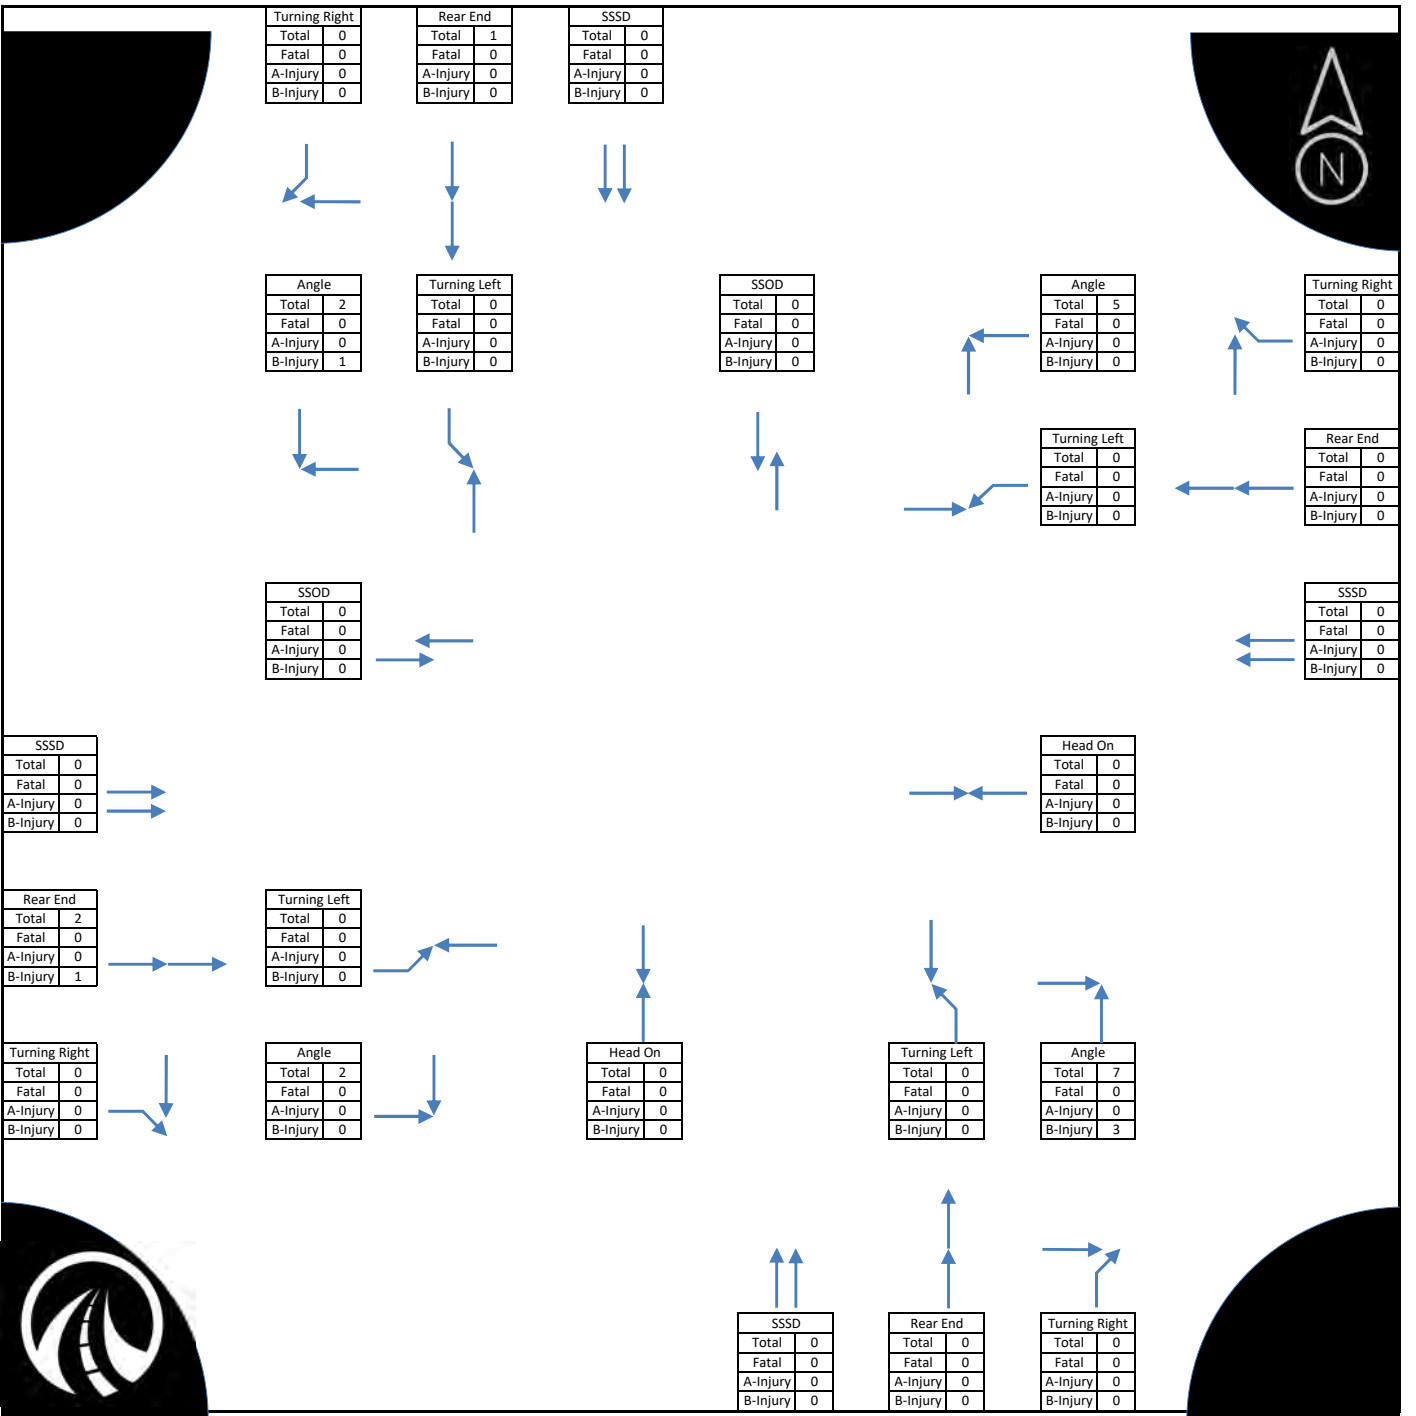 Turning Right
Total 0
Fatal 0
A-Injury 0
B-Injury 0
Rear End
Total 1
Fatal 0
A-Injury 0
B-Injury 0
SSSD
Total 0
Fatal 0
A-Injury 0
B-Injury 0
N
Angle
Total 2
Fatal 0
A-Injury 0
B-Injury 1
Turning Left
Total 0
Fatal 0
A-Injury 0
B-Injury 0
SSOD
Total 0
Fatal 0
A-Injury 0
B-Injury 0
Angle
Total 5
Fatal 0
A-Injury 0
B-Injury 0
Turning Right
Total 0
Fatal 0
A-Injury 0
B-Injury 0
Turning Left
Total 0
Fatal 0
A-Injury 0
B-Injury 0
Rear End
Total 0
Fatal 0
A-Injury 0
B-Injury 0
SSOD
Total 0
Fatal 0
A-Injury 0
B-Injury 0
SSSD
Total 0
Fatal 0
A-Injury 0
B-Injury 0
SSSD
Total 0
Fatal 0
A-Injury 0
B-Injury 0
Head On
Total 0
Fatal 0
A-Injury 0
B-Injury 0
Rear End
Total 2
Fatal 0
A-Injury 0
B-Injury 1
Turning Left
Total 0
Fatal 0
A-Injury 0
B-Injury 0
Turning Right
Total 0
Fatal 0
A-Injury 0
B-Injury 0
Angle
Total 2
Fatal 0
A-Injury 0
B-Injury 0
Head On
Total 0
Fatal 0
A-Injury 0
B-Injury 0
Turning Left
Total 0
Fatal 0
A-Injury 0
B-Injury 0
Angle
Total 7
Fatal 0
A-Injury 0
B-Injury 3
SSSD
Total 0
Fatal 0
A-Injury 0
B-Injury 0
Rear End
Total 0
Fatal 0
A-Injury 0
B-Injury 0
Turning Right
Total 0
Fatal 0
A-Injury 0
B-Injury 0